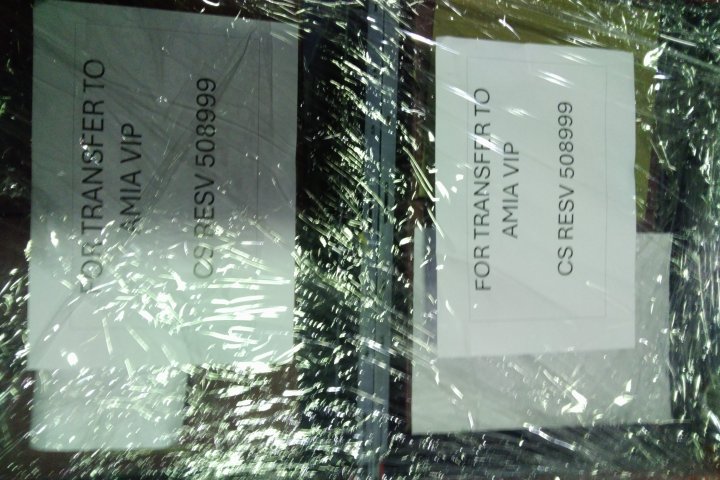 FOR TRANSFER TO
AMIA VIP
CS RESV 508999
FOR TRANSFER TO
AMIA VIP
CS RESV 508999